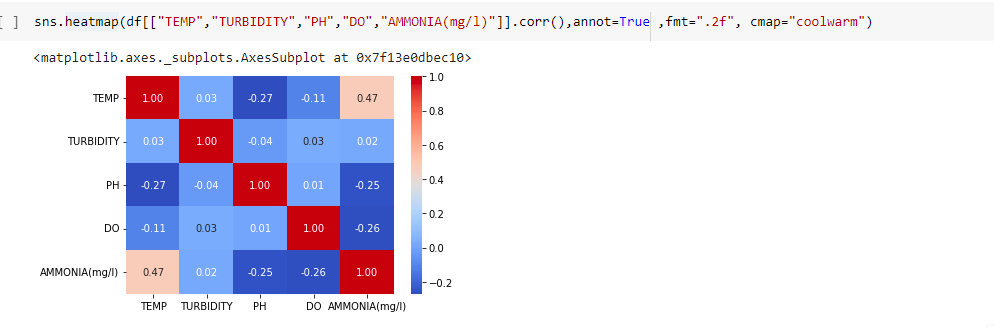 [ ] sns.heatmap(df[["TEMP","TURBIDITY","PH","DO","AMMONIA(mg/l)"]].corr(),annot=True ,fmt=".2f", cmap="coolwarm")
<matplotlib.axes._subplots.AxesSubplot at 0x7f13e0dbec10>
TEMP 1.00 0.03 -0.27 -0.11 0.47
TURBIDITY 0.03 1.00 -0.04 0.03 0.02
PH -0.27 -0.04 1.00 0.01 -0.25
DO -0.11 0.03 0.01 1.00 -0.26
AMMONIA(mg/l) 0.47 0.02 -0.25 -0.26 1.00
TEMP TURBIDITY PH DO AMMONIA(mg/l)
1.0
0.8
0.6
0.4
0.2
0.0
−0.2